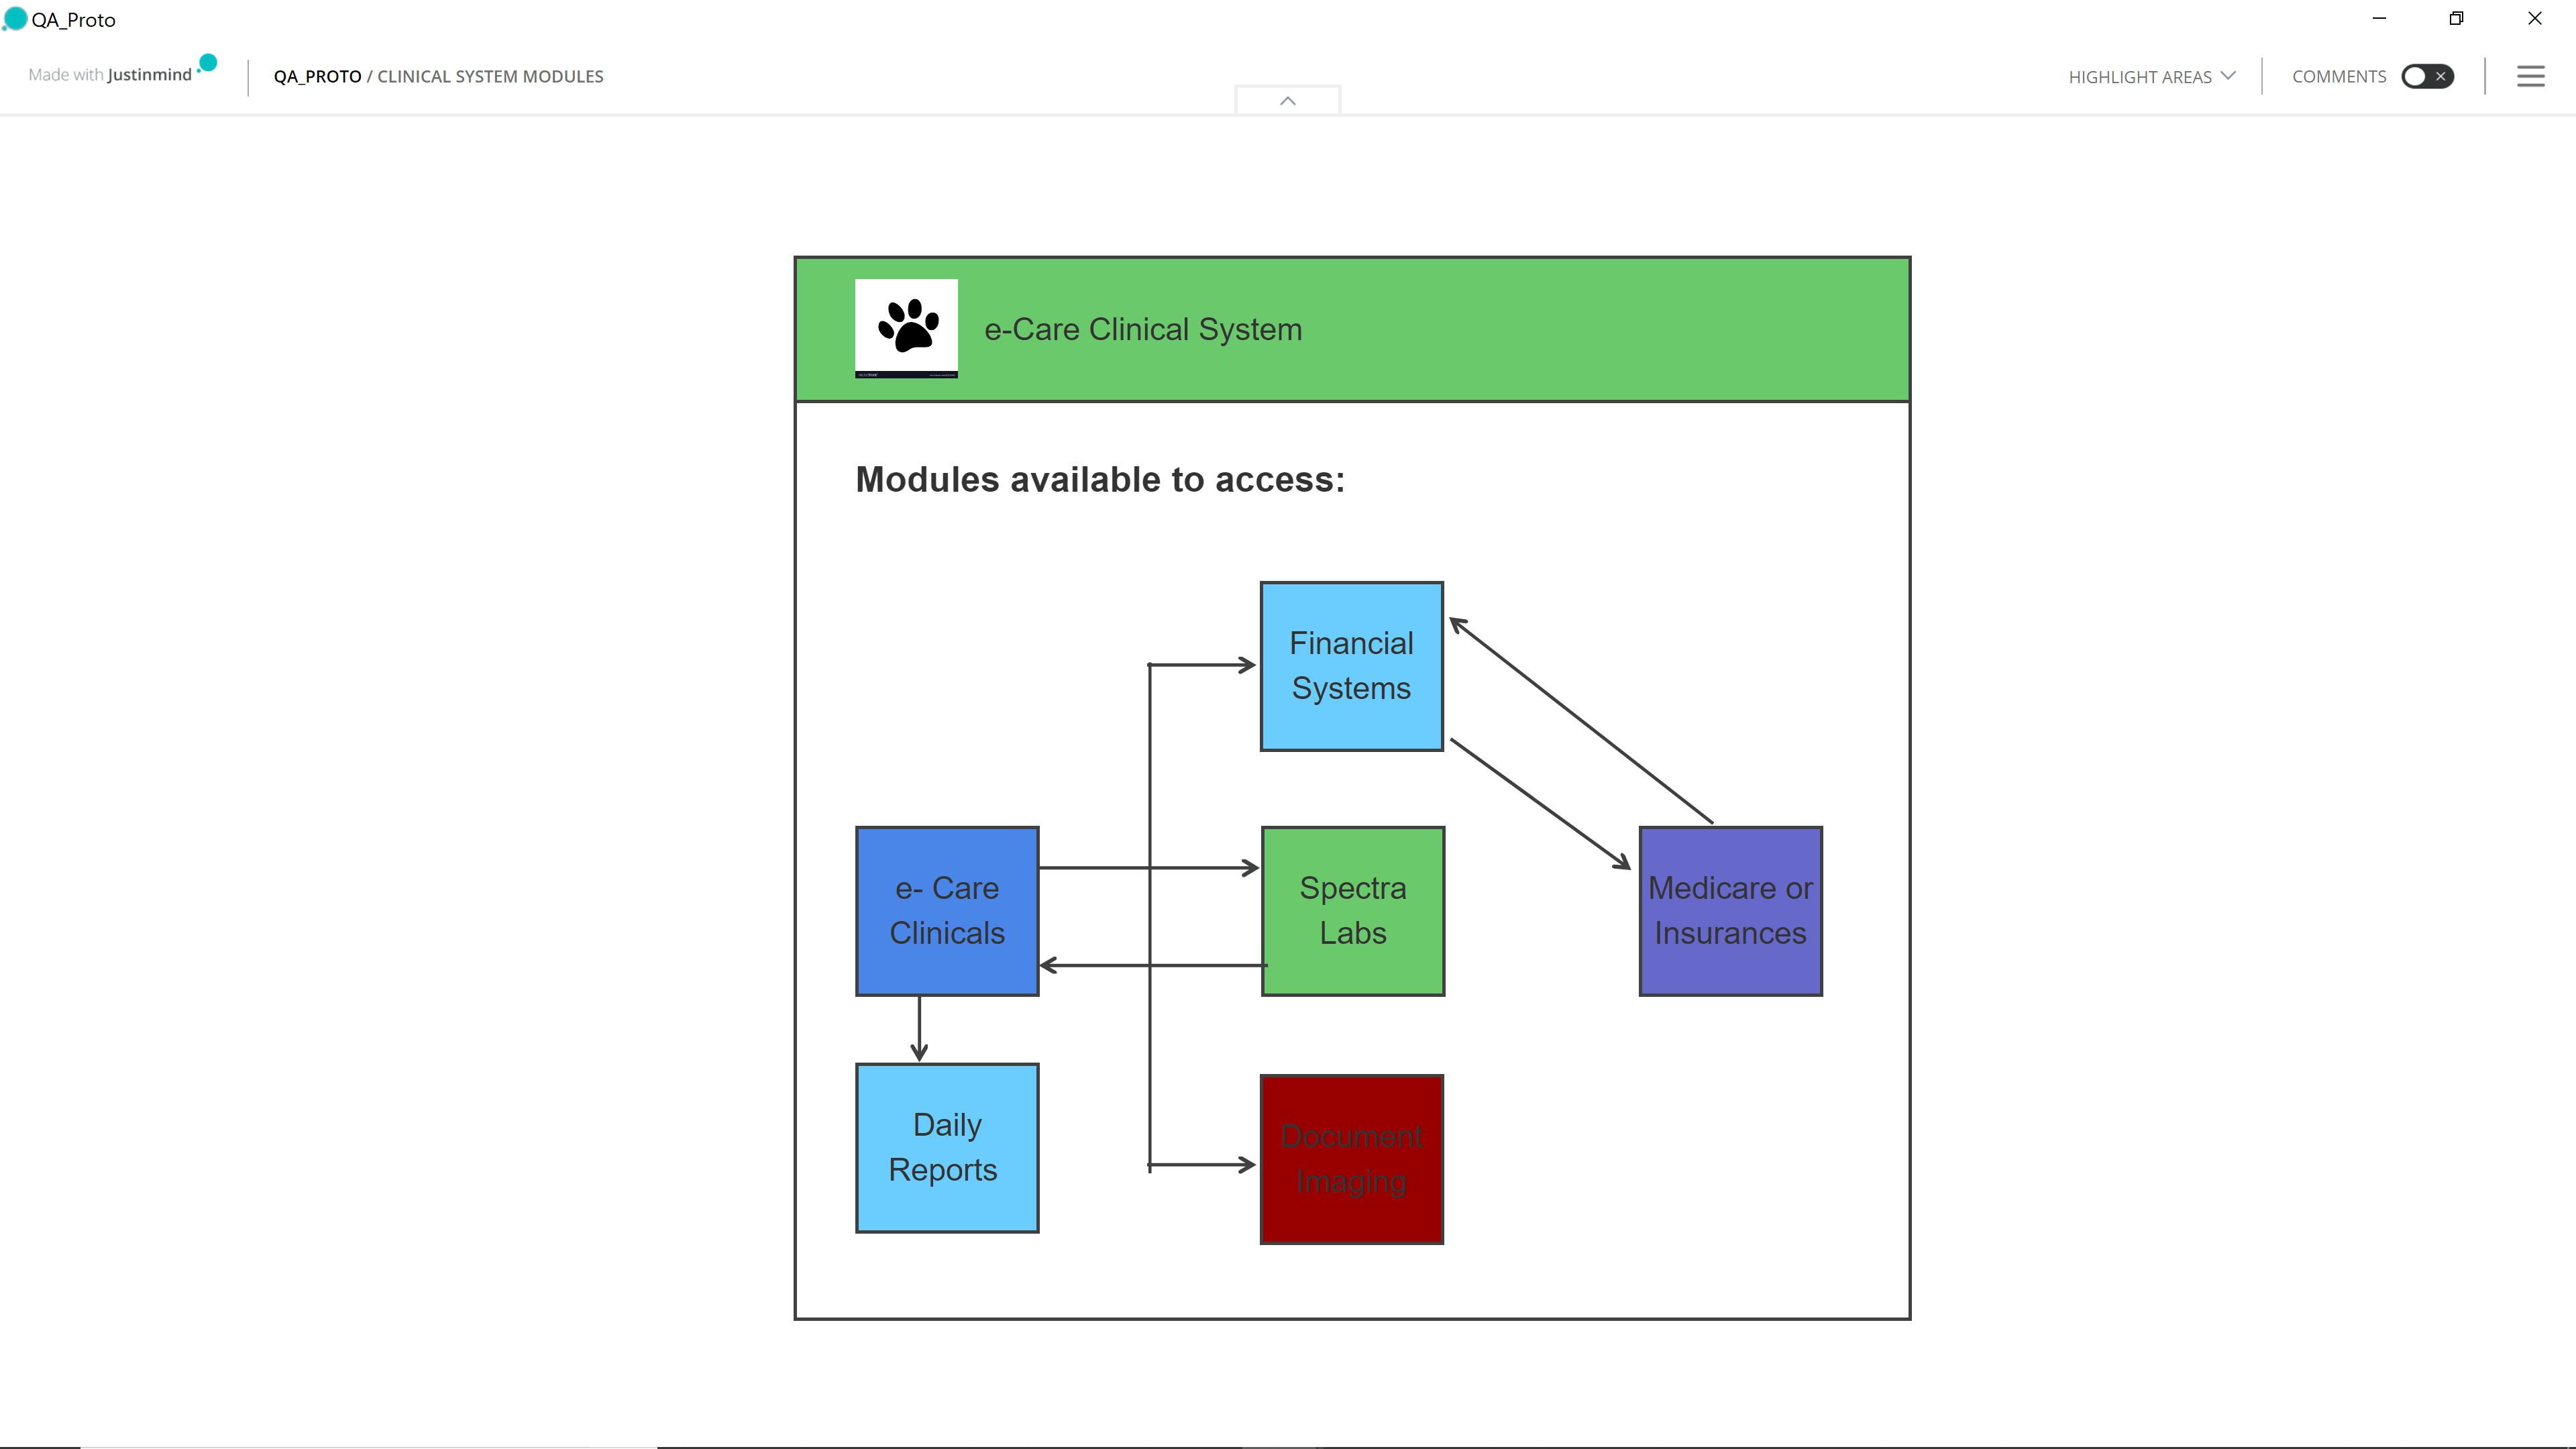 QA_Proto
Made with Justinmind
QA_PROTO / CLINICAL SYSTEM MODULES
HIGHLIGHT AREAS
COMMENTS
e-Care Clinical System
Modules available to access:
Financial
Systems
e- Care
Clinicals
Spectra
Labs
Medicare or
Insurances
Daily
Reports
Document
Imaging